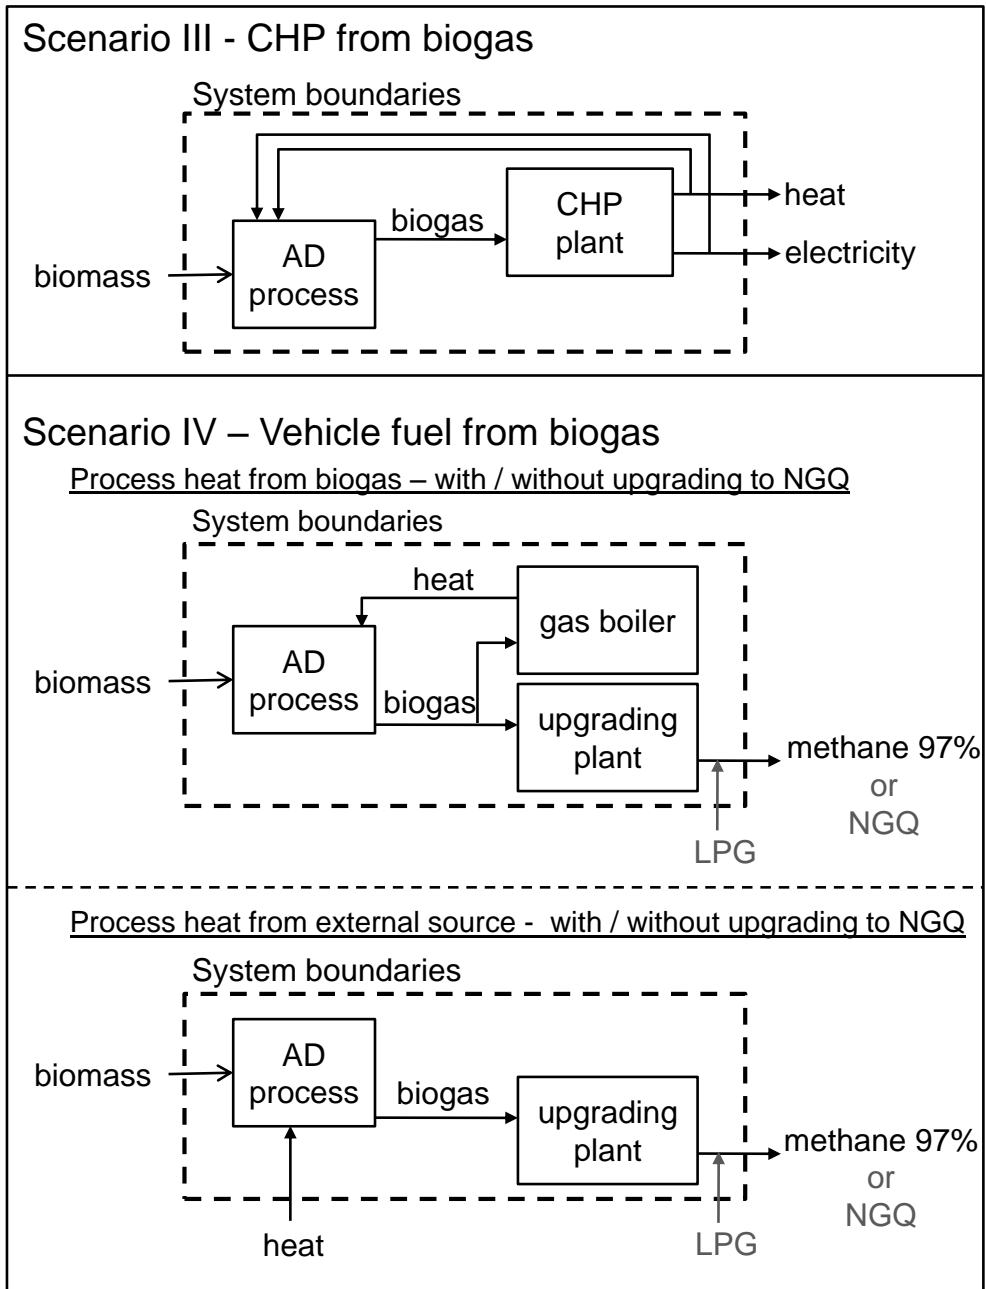 Scenario III - CHP from biogas
System boundaries
heat
CHP
plant
biogas
electricity
AD
process
biomass
Scenario IV – Vehicle fuel from biogas
Process heat from biogas – with / without upgrading to NGQ
System boundaries
heat
gas boiler
AD
process
biomass
biogas
upgrading
plant
methane 97%
or
NGQ
LPG
Process heat from external source -  with / without upgrading to NGQ
System boundaries
AD
process
biomass
biogas
upgrading
plant
methane 97%
or
NGQ
heat
LPG